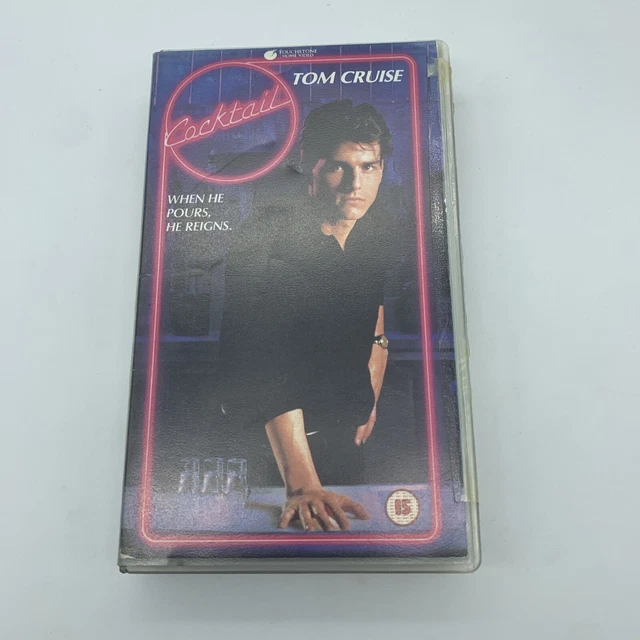 TOUCHSTONE
HOME VIDEO
TOM CRUISE
Cocktail
WHEN HE
POURS,
HE REIGNS.
15